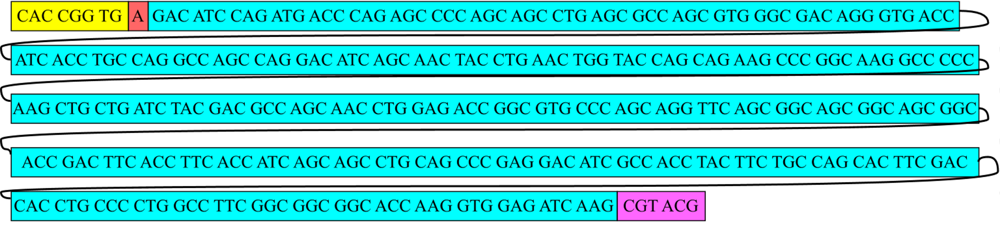 CAC CGG TG A GAC ATC CAG ATG ACC CAG AGC CCC AGC AGC CTG AGC GCC AGC GTG GGC GAC AGG GTG ACC
ATC ACC TGC CAG GCC AGC CAG GAC ATC AGC AAC TAC CTG AAC TGG TAC CAG CAG AAG CCC GGC AAG GCC CCC
AAG CTG CTG ATC TAC GAC GCC AGC AAC CTG GAG ACC GGC GTG CCC AGC AGG TTC AGC GGC AGC GGC AGC GGC
ACC GAC TTC ACC TTC ACC ATC AGC AGC CTG CAG CCC GAG GAC ATC GCC ACC TAC TTC TGC CAG CAC TTC GAC
CAC CTG CCC CTG GCC TTC GGC GGC GGC ACC AAG GTG GAG ATC AAG CGT ACG